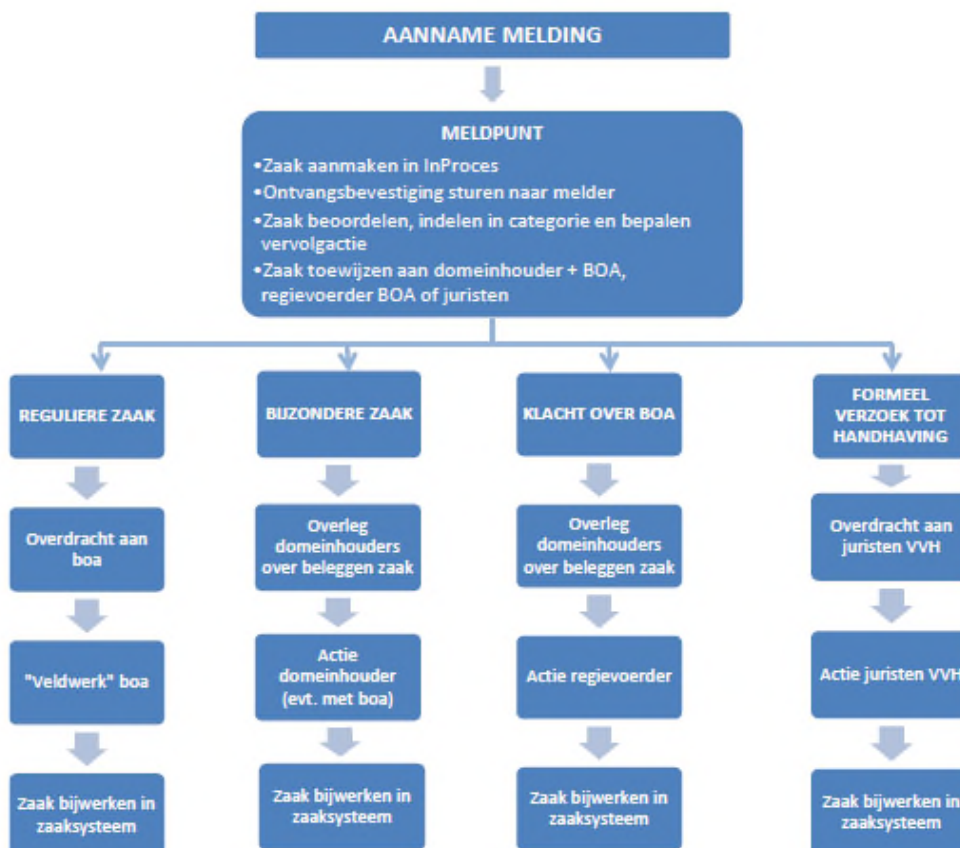 AANNAME MELDING
MELDPUNT
•Zaak aanmaken in InProces
•Ontvangsbevestiging sturen naar melder
•Zaak beoordelen, indelen in categorie en bepalen
vervolgactie
•Zaak toewijzen aan domeinhouder + BOA,
regievoerder BOA of juristen
REGULIERE ZAAK
Overdracht aan
boa
"Veldwerk" boa
Zaak bijwerken in
zaaksysteem
BIJZONDERE ZAAK
Overleg
domeinhouders
over beleggen zaak
Actie
domeinhouder
(evt. met boa)
Zaak bijwerken in
zaaksysteem
KLACHT OVER BOA
Overleg
domeinhouders
over beleggen zaak
Actie regievoerder
Zaak bijwerken in
zaaksysteem
FORMEEL
VERZOEK TOT
HANDHAVING
Overdracht aan
juristen VVH
Actie juristen VVH
Zaak bijwerken in
zaaksysteem